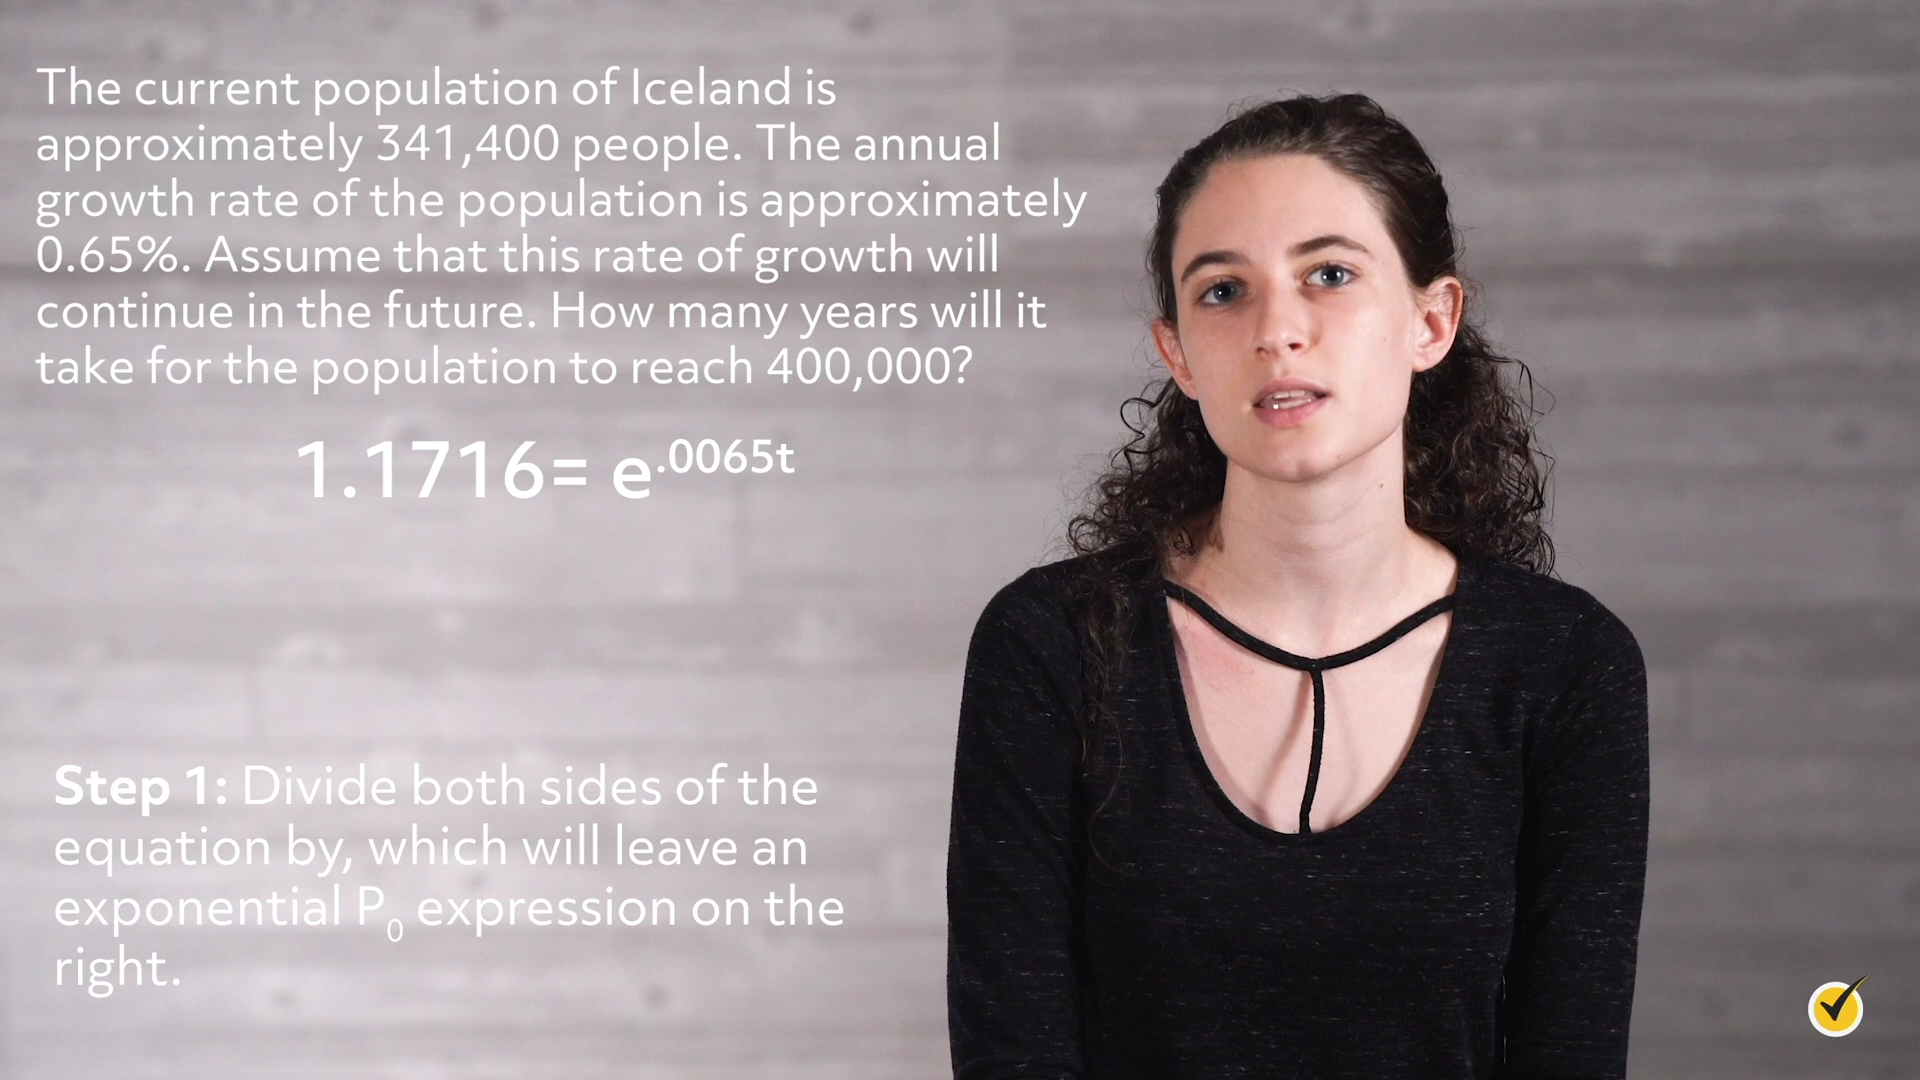 The current population of Iceland is
approximately 341,400 people. The annual
growth rate of the population is approximately
0.65%. Assume that this rate of growth will
continue in the future. How many years will it
take for the population to reach 400,000?
1.1716= e^.0065t
Step 1: Divide both sides of the
equation by, which will leave an
exponential P₀ expression on the
right.